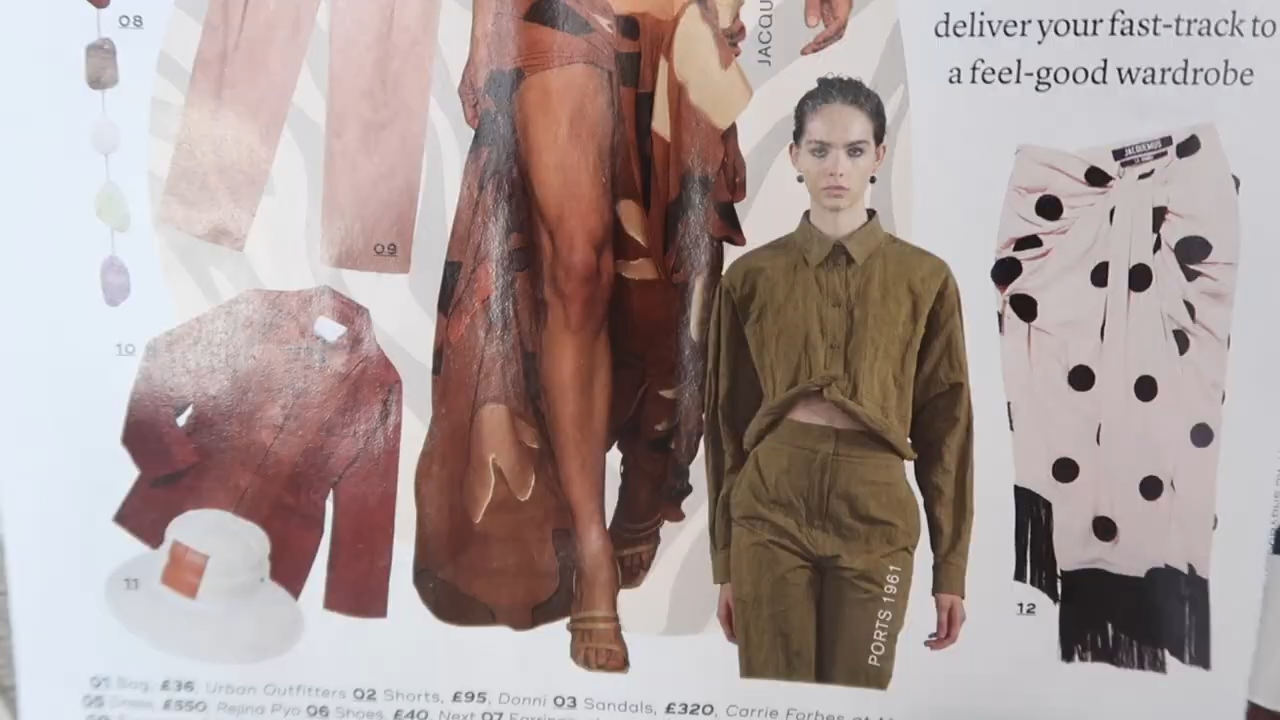 08
JACQU
deliver your fast-track to
a feel-good wardrobe
JACQUEMUS
09
10
11
PORTS 1961
12
01 Bag, £36, Urban Outfitters 02 Shorts, £95, Donni 03 Sandals, £320, Carrie Forbes at
05 Dress, £550, Rejina Pyo 06 Shoes, £40, Next 07